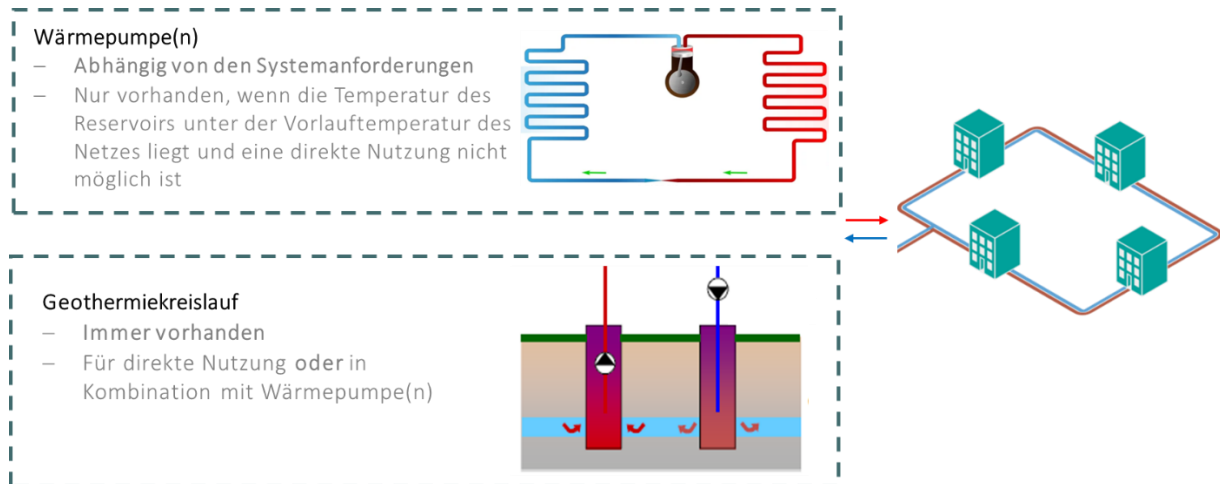 Wärmepumpe(n)
– Abhängig von den Systemanforderungen
– Nur vorhanden, wenn die Temperatur des
Reservoirs unter der Vorlauftemperatur des
Netzes liegt und eine direkte Nutzung nicht
möglich ist
Geothermiekreislauf
– Immer vorhanden
– Für direkte Nutzung oder in
Kombination mit Wärmepumpe(n)